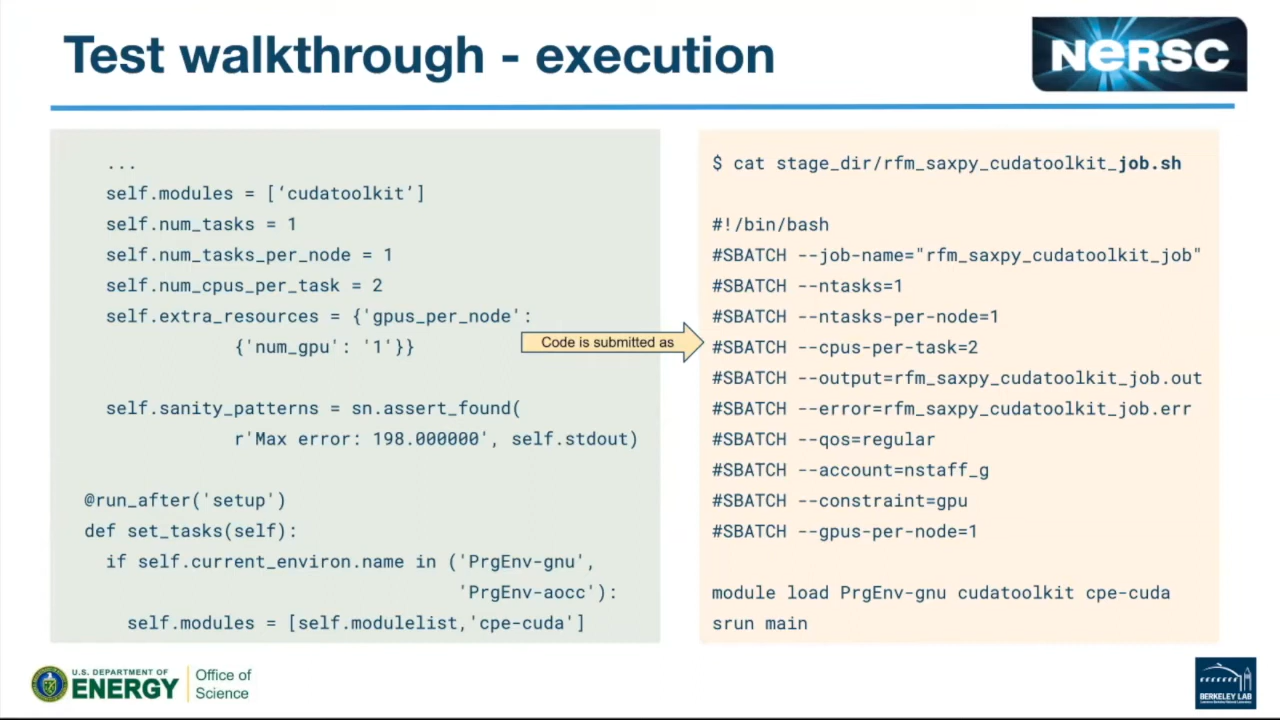 Test walkthrough - execution
NERSC
...
self.modules = [‘cudatoolkit’]
self.num_tasks = 1
self.num_tasks_per_node = 1
self.num_cpus_per_task = 2
self.extra_resources = {'gpus_per_node':
{'num_gpu': '1'}}
self.sanity_patterns = sn.assert_found(
r'Max error: 198.000000', self.stdout)
@run_after('setup')
def set_tasks(self):
if self.current_environ.name in ('PrgEnv-gnu',
'PrgEnv-aocc'):
self.modules = [self.modulelist,'cpe-cuda']
Code is submitted as
$ cat stage_dir/rfm_saxpy_cudatoolkit_job.sh
#!/bin/bash
#SBATCH --job-name="rfm_saxpy_cudatoolkit_job"
#SBATCH --ntasks=1
#SBATCH --ntasks-per-node=1
#SBATCH --cpus-per-task=2
#SBATCH --output=rfm_saxpy_cudatoolkit_job.out
#SBATCH --error=rfm_saxpy_cudatoolkit_job.err
#SBATCH --qos=regular
#SBATCH --account=nstaff_g
#SBATCH --constraint=gpu
#SBATCH --gpus-per-node=1
module load PrgEnv-gnu cudatoolkit cpe-cuda
srun main
U.S. DEPARTMENT OF
ENERGY
Office of
Science
BERKELEY LAB